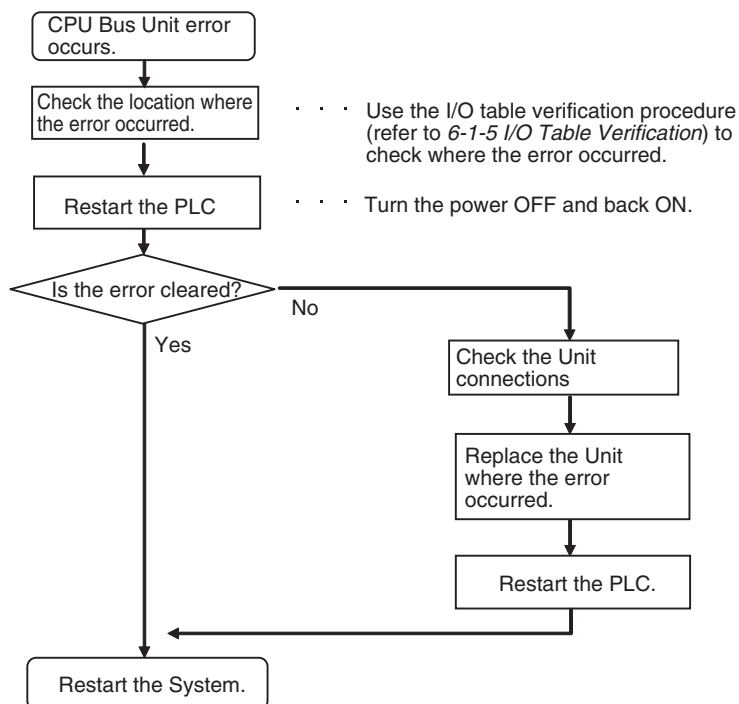 CPU Bus Unit error
occurs.
Check the location where
the error occurred.
· · · Use the I/O table verification procedure
(refer to 6-1-5 I/O Table Verification) to
check where the error occurred.
Restart the PLC
· · · Turn the power OFF and back ON.
Is the error cleared?
No
Yes
Check the Unit
connections
Replace the Unit
where the error
occurred.
Restart the PLC.
Restart the System.